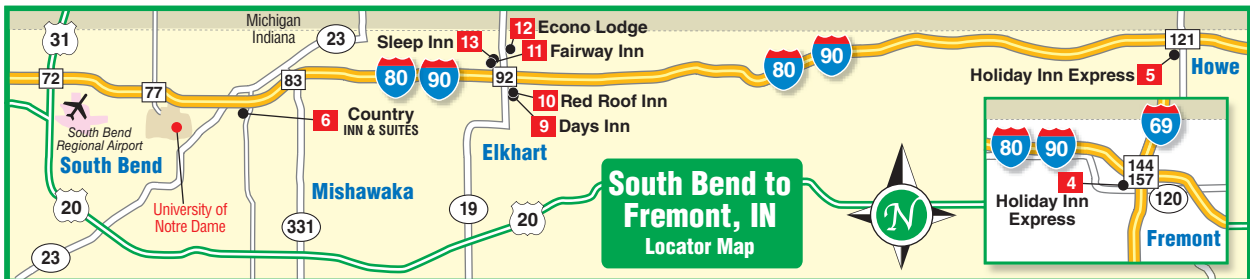 Michigan
Indiana
31
23
Sleep Inn 13
12 Econo Lodge
11 Fairway Inn
121
Howe
72
77
83
80
90
92
80
90
Holiday Inn Express 5
10 Red Roof Inn
9 Days Inn
6 Country
INN & SUITES
South Bend
Regional Airport
South Bend
Elkhart
Mishawaka
University of
Notre Dame
20
23
331
19
20
South Bend to
Fremont, IN
Locator Map
N
69
80
90
144
157
4
120
Holiday Inn
Express
Fremont